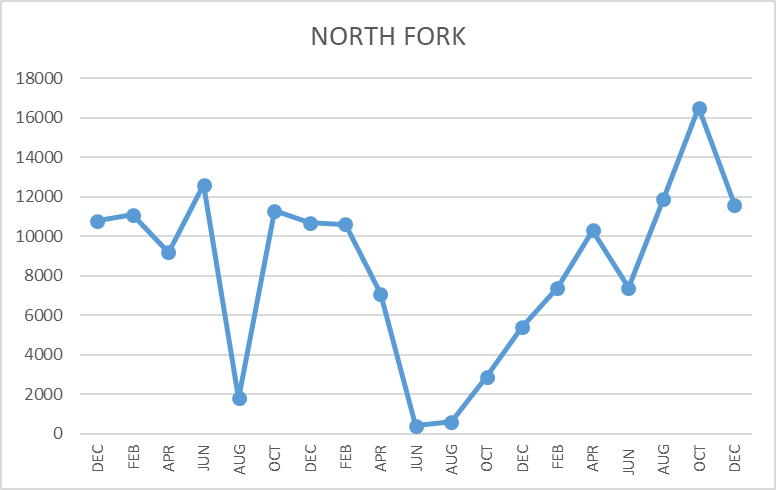 NORTH FORK
18000
16000
14000
12000
10000
8000
6000
4000
2000
0
DEC
FEB
APR
JUN
AUG
OCT
DEC
FEB
APR
JUN
AUG
OCT
DEC
FEB
APR
JUN
AUG
OCT
DEC